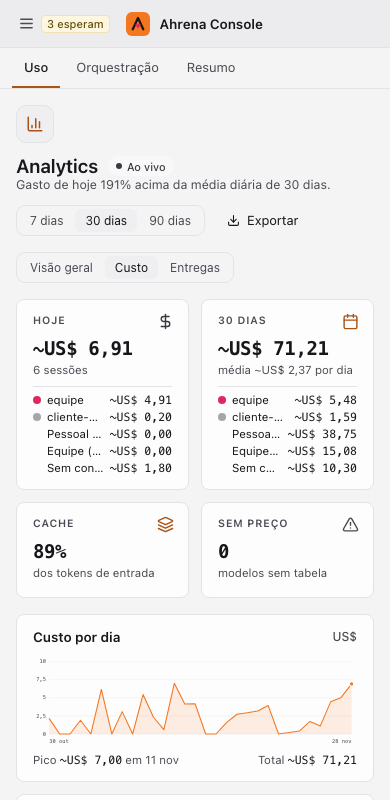 3 esperam
Ahrena Console
Uso Orquestração Resumo
Analytics
Ao vivo
Gasto de hoje 191% acima da média diária de 30 dias.
7 dias 30 dias 90 dias Exportar
Visão geral Custo Entregas
HOJE
~US$ 6,91
6 sessões
equipe ~US$ 4,91
cliente-... ~US$ 0,20
Pessoal ... ~US$ 0,00
Equipe (... ~US$ 0,00
Sem con... ~US$ 1,80
30 DIAS
~US$ 71,21
média ~US$ 2,37 por dia
equipe ~US$ 5,48
cliente-... ~US$ 1,59
Pessoa... ~US$ 38,75
Equipe... ~US$ 15,08
Sem c... ~US$ 10,30
CACHE
89%
dos tokens de entrada
SEM PREÇO
0
modelos sem tabela
Custo por dia US$
10
7,5
5
2,5
0
30 out 28 nov
Pico ~US$ 7,00 em 11 nov Total ~US$ 71,21